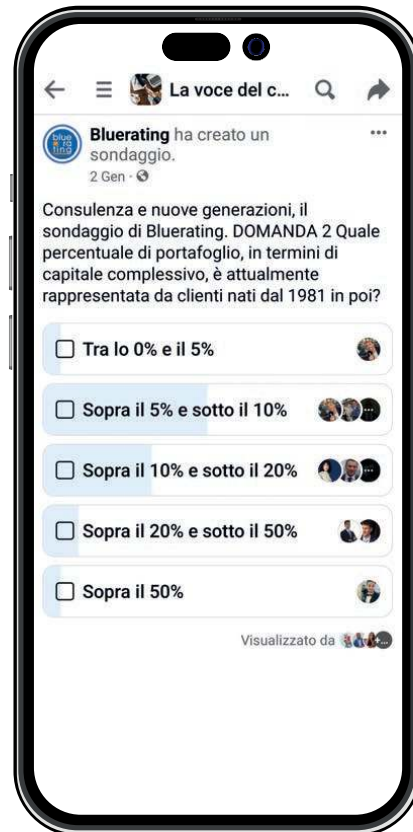 La voce del c...
blue
ra
ting
Bluerating ha creato un
sondaggio.
2 Gen ·
Consulenza e nuove generazioni, il
sondaggio di Bluerating. DOMANDA 2 Quale
percentuale di portafoglio, in termini di
capitale complessivo, è attualmente
rappresentata da clienti nati dal 1981 in poi?
Tra lo 0% e il 5%
Sopra il 5% e sotto il 10%
Sopra il 10% e sotto il 20%
Sopra il 20% e sotto il 50%
Sopra il 50%
Visualizzato da